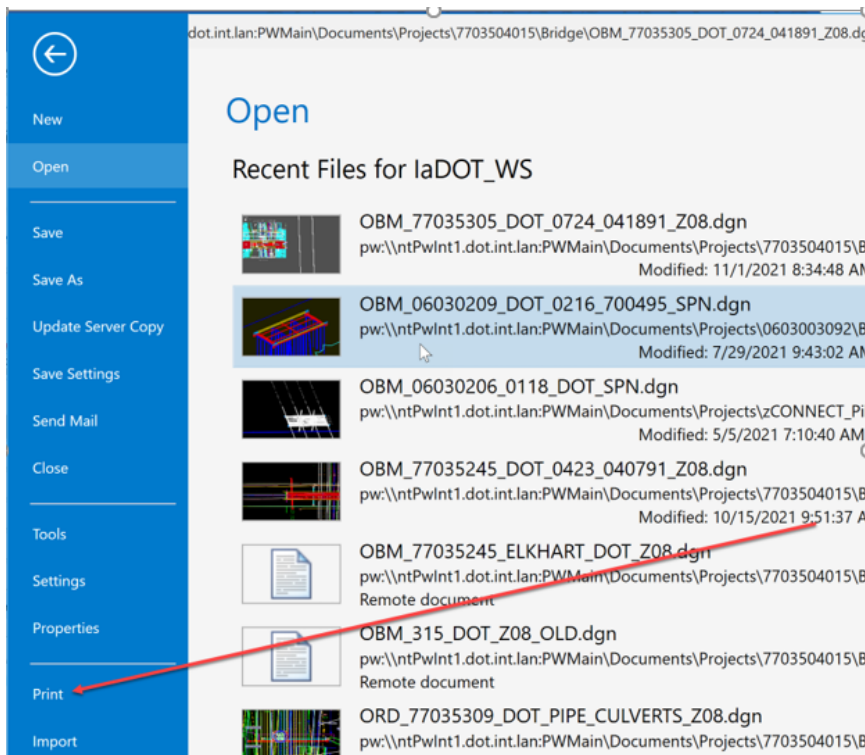 dot.int.lan:PWMain\Documents\Projects\7703504015\Bridge\OBM_77035305_DOT_0724_041891_Z08.dg
New
Open
Save
Save As
Update Server Copy
Save Settings
Send Mail
Close
Tools
Settings
Properties
Print
Import
Open
Recent Files for IaDOT_WS
OBM_77035305_DOT_0724_041891_Z08.dgn
pw:\\ntPwInt1.dot.int.lan:PWMain\Documents\Projects\7703504015\B
Modified: 11/1/2021 8:34:48 AM
OBM_06030209_DOT_0216_700495_SPN.dgn
pw:\\ntPwInt1.dot.int.lan:PWMain\Documents\Projects\0603003092\B
Modified: 7/29/2021 9:43:02 AM
OBM_06030206_0118_DOT_SPN.dgn
pw:\\ntPwInt1.dot.int.lan:PWMain\Documents\Projects\zCONNECT_Pi
Modified: 5/5/2021 7:10:40 AM
OBM_77035245_DOT_0423_040791_Z08.dgn
pw:\\ntPwInt1.dot.int.lan:PWMain\Documents\Projects\7703504015\B
Modified: 10/15/2021 9:51:37 A
OBM_77035245_ELKHART_DOT_Z08.dgn
pw:\\ntPwInt1.dot.int.lan:PWMain\Documents\Projects\7703504015\B
Remote document
OBM_315_DOT_Z08_OLD.dgn
pw:\\ntPwInt1.dot.int.lan:PWMain\Documents\Projects\7703504015\B
Remote document
ORD_77035309_DOT_PIPE_CULVERTS_Z08.dgn
pw:\\ntPwInt1.dot.int.lan:PWMain\Documents\Projects\7703504015\B